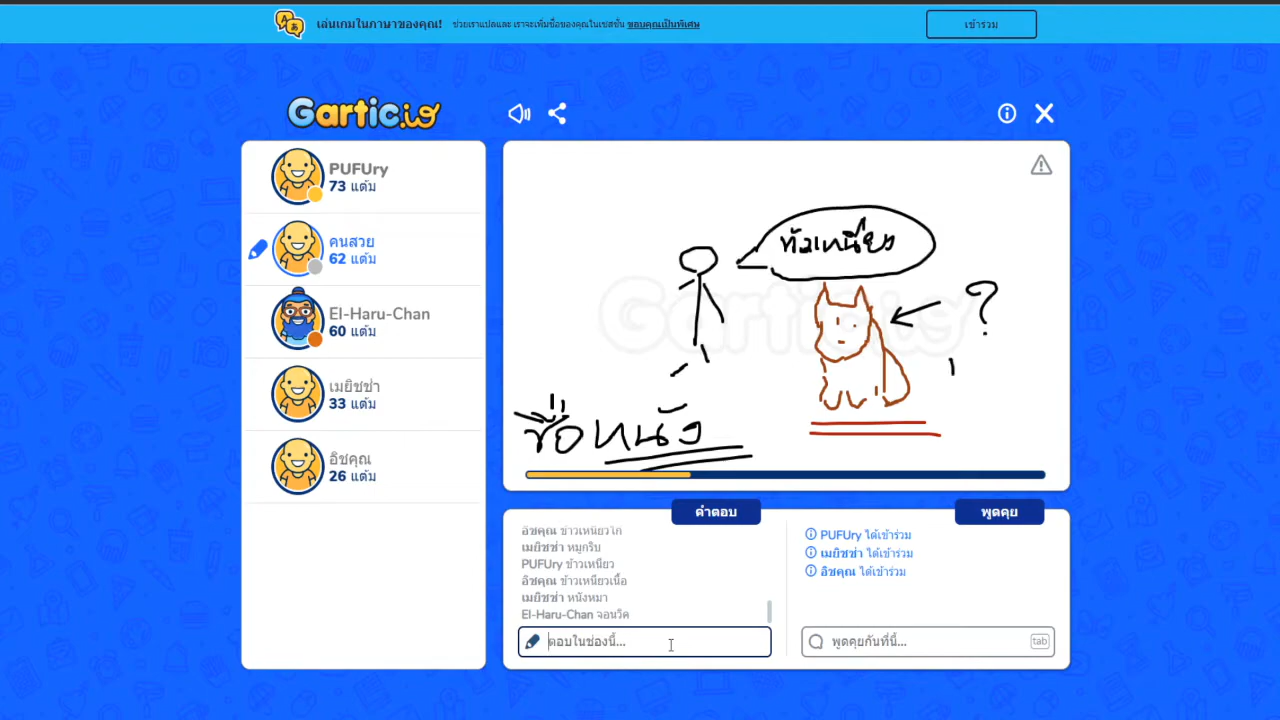 เล่นเกมในภาษาของคุณ! ช่วยเราแปลและ เราจะเพิ่มชื่อของคุณในเซสชั่น ขอบคุณเป็นพิเศษ เข้าร่วม
Gartic.io
PUFUry
73 แต้ม
คนสวย
62 แต้ม
El-Haru-Chan
60 แต้ม
เมยิชช่า
33 แต้ม
อิชคุณ
26 แต้ม
Gartic
?
ชื่อหนัง
คำตอบ
อิชคุณ ข้าวเหนียวไก่
เมยิชช่า หมูกริบ
PUFUry ข้าวเหนียว
อิชคุณ ข้าวเหนียวเนื้อ
เมยิชช่า หนังหมา
El-Haru-Chan จอนวิค
ตอบในช่องนี้...
พูดคุย
PUFUry ได้เข้าร่วม
เมยิชช่า ได้เข้าร่วม
อิชคุณ ได้เข้าร่วม
พูดคุยกันที่นี้... tab